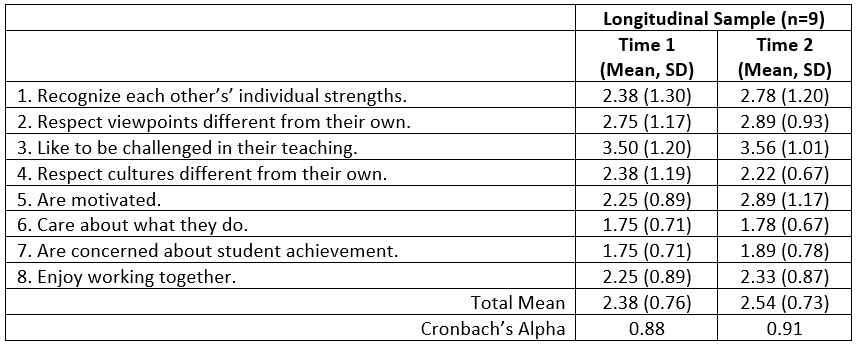 Longitudinal Sample (n=9)
Time 1 Time 2
(Mean, SD) (Mean, SD)
1. Recognize each other's' individual strengths. 2.38 (1.30) 2.78 (1.20)
2. Respect viewpoints different from their own. 2.75 (1.17) 2.89 (0.93)
3. Like to be challenged in their teaching. 3.50 (1.20) 3.56 (1.01)
4. Respect cultures different from their own. 2.38 (1.19) 2.22 (0.67)
5. Are motivated. 2.25 (0.89) 2.89 (1.17)
6. Care about what they do. 1.75 (0.71) 1.78 (0.67)
7. Are concerned about student achievement. 1.75 (0.71) 1.89 (0.78)
8. Enjoy working together. 2.25 (0.89) 2.33 (0.87)
Total Mean 2.38 (0.76) 2.54 (0.73)
Cronbach's Alpha 0.88 0.91